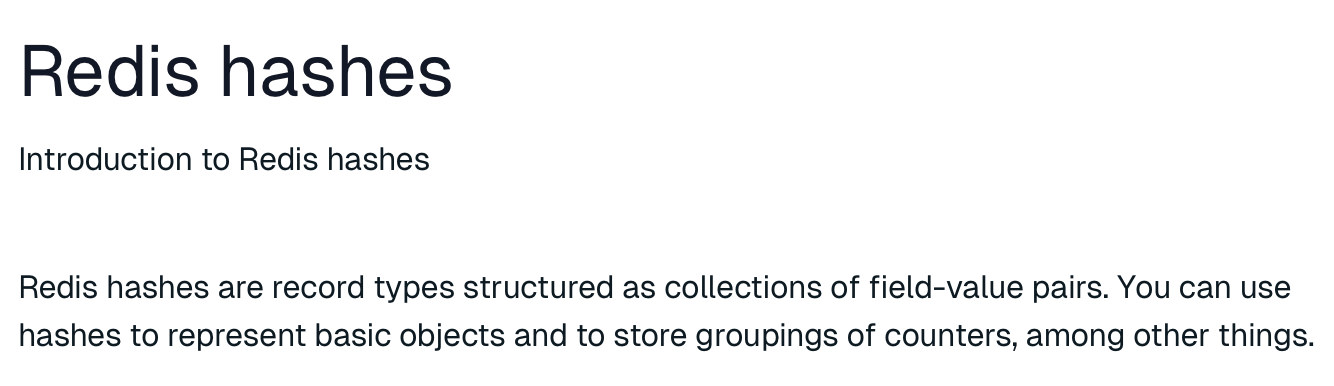 Redis hashes
Introduction to Redis hashes
Redis hashes are record types structured as collections of field-value pairs. You can use
hashes to represent basic objects and to store groupings of counters, among other things.